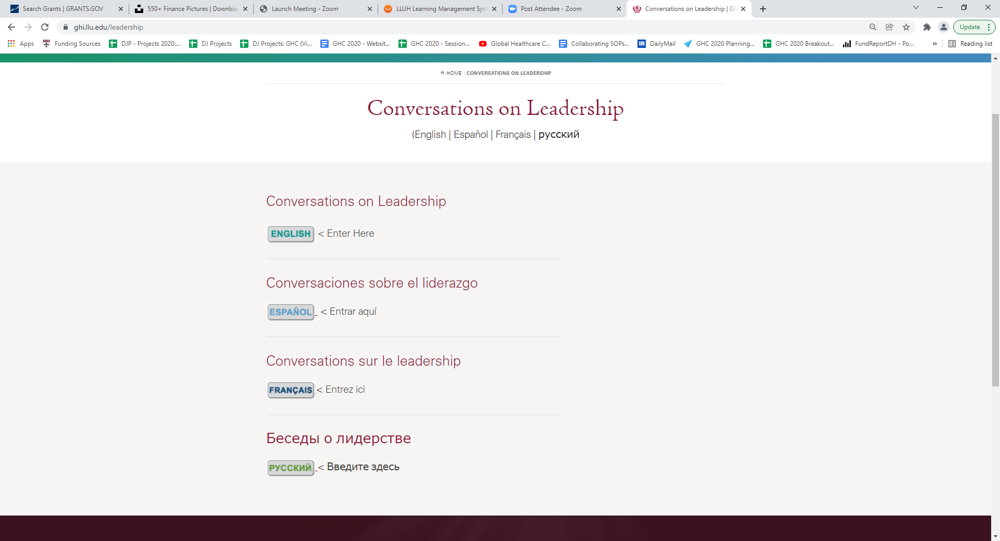 Search Grants | GRANTS.GOV
550+ Finance Pictures | Downloa
Launch Meeting - Zoom
LLUH Learning Management Syst
Post Attendee - Zoom
Conversations on Leadership | Gl
ghi.llu.edu/leadership
Update
Apps
Funding Sources
DJP - Projects 2020:...
DJ Projects
DJ Projects: GHC (Vi...
GHC 2020 - Websit...
GHC 2020 - Session...
Global Healthcare C...
Collaborating SOPs...
DailyMail
GHC 2020 Planning...
GHC 2020 Breakout...
FundReportDH - Po...
»
Reading list
HOME / CONVERSATIONS ON LEADERSHIP
Conversations on Leadership
(English | Español | Français | русский
Conversations on Leadership
ENGLISH < Enter Here
Conversaciones sobre el liderazgo
ESPAÑOL < Entrar aquí
Conversations sur le leadership
FRANÇAIS < Entrez ici
Беседы о лидерстве
РУССКИЙ < Введите здесь